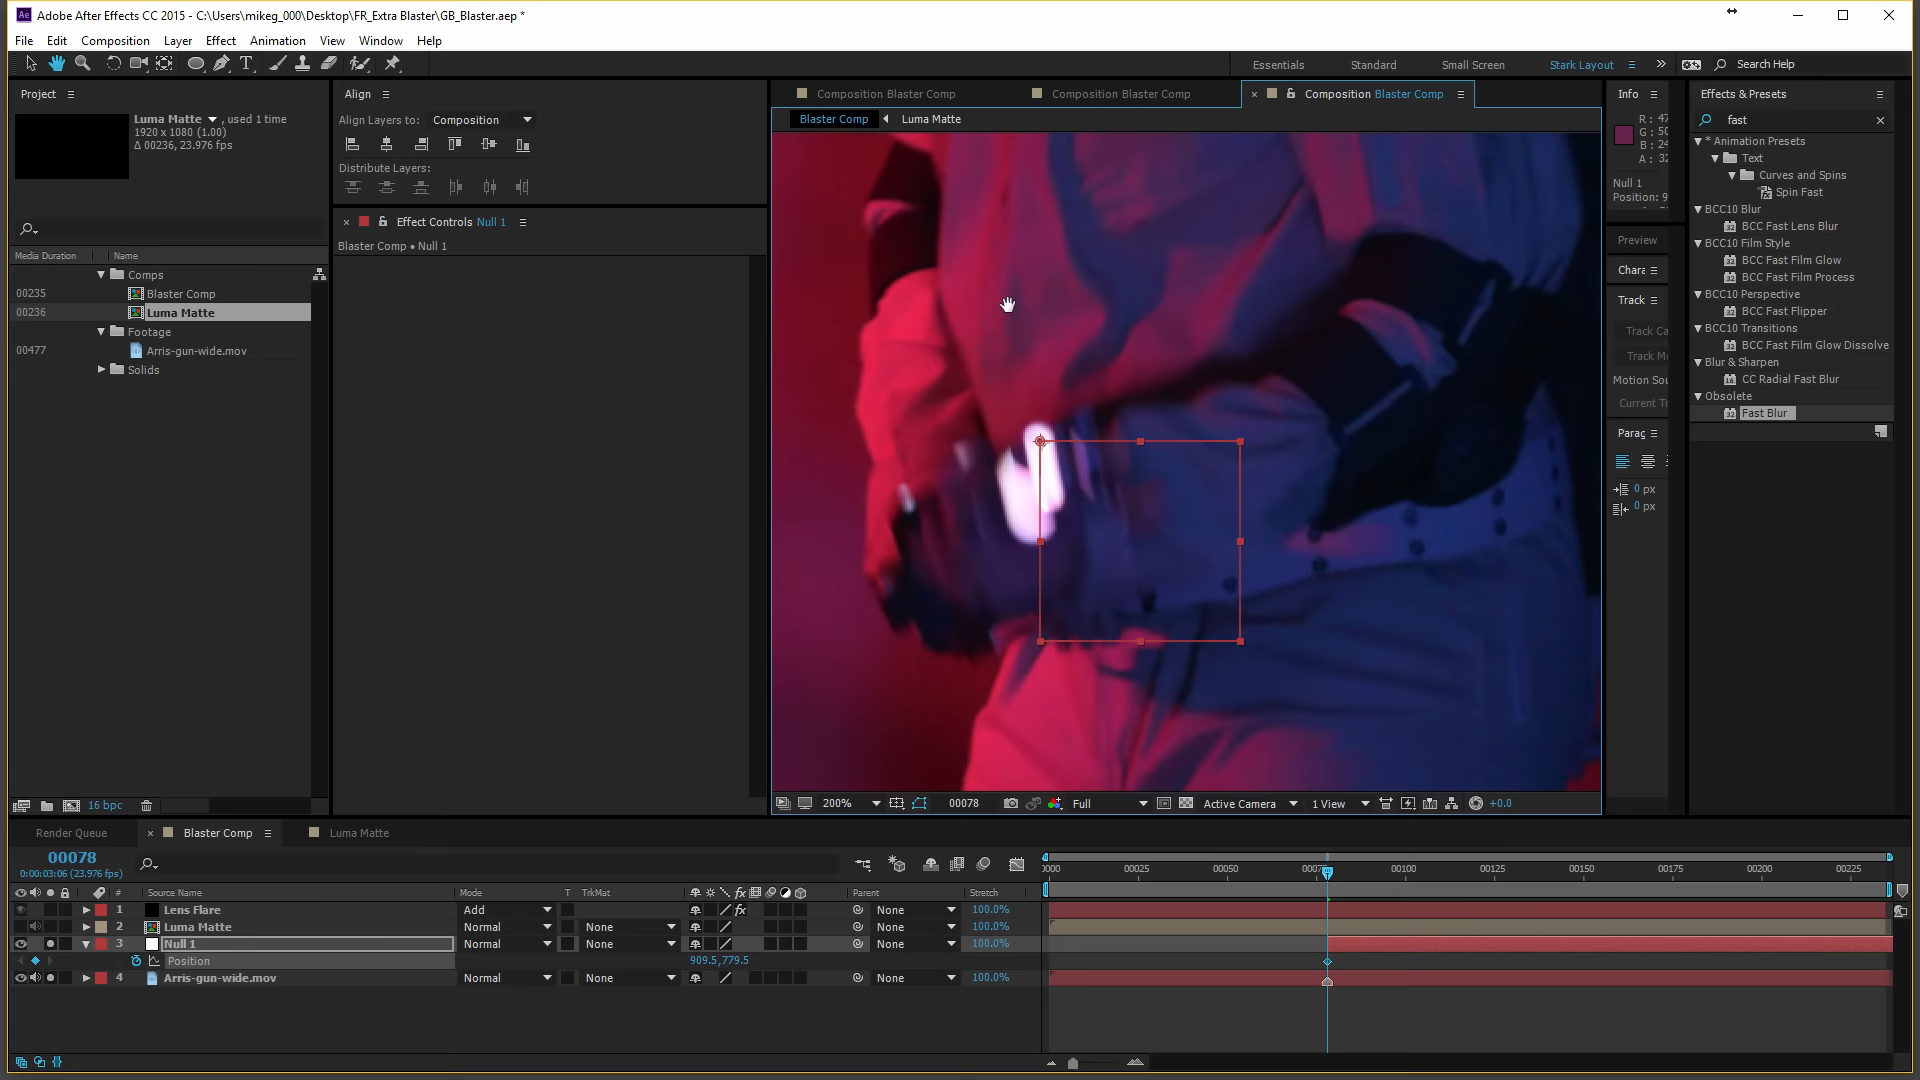 Adobe After Effects CC 2015 - C:\Users\mikeg_000\Desktop\FR_Extra Blaster\GB_Blaster.aep *
File Edit Composition Layer Effect Animation View Window Help
Essentials Standard Small Screen Stark Layout Search Help
Project
Luma Matte , used 1 time
1920 x 1080 (1.00)
Δ 00236, 23.976 fps
Media Duration Name
Comps
00235 Blaster Comp
00236 Luma Matte
Footage
00477 Arris-gun-wide.mov
Solids
16 bpc
Align
Align Layers to: Composition
Distribute Layers:
Effect Controls Null 1
Blaster Comp • Null 1
Composition Blaster Comp Composition Blaster Comp Composition Blaster Comp
Blaster Comp Luma Matte
200% 00078 Full Active Camera 1 View +0.0
Info
R: 47
G: 50
B: 24
A: 32
Null 1
Position: 9
Preview
Chara
Track
Track Ca
Track M
Motion Sou
Current Tr
Parag
0 px
0 px
Effects & Presets
fast
* Animation Presets
Text
Curves and Spins
Spin Fast
BCC10 Blur
BCC Fast Lens Blur
BCC10 Film Style
BCC Fast Film Glow
BCC Fast Film Process
BCC10 Perspective
BCC Fast Flipper
BCC10 Transitions
BCC Fast Film Glow Dissolve
Blur & Sharpen
CC Radial Fast Blur
Obsolete
Fast Blur
Render Queue Blaster Comp Luma Matte
00078
0:00:03:06 (23.976 fps)
# Source Name Mode T TrkMat Parent Stretch
0000 00025 00050 0007 00100 00125 00150 00175 00200 00225
1 Lens Flare Add None 100.0%
2 Luma Matte Normal None None 100.0%
3 Null 1 Normal None None 100.0%
Position 909.5,779.5
4 Arris-gun-wide.mov Normal None None 100.0%